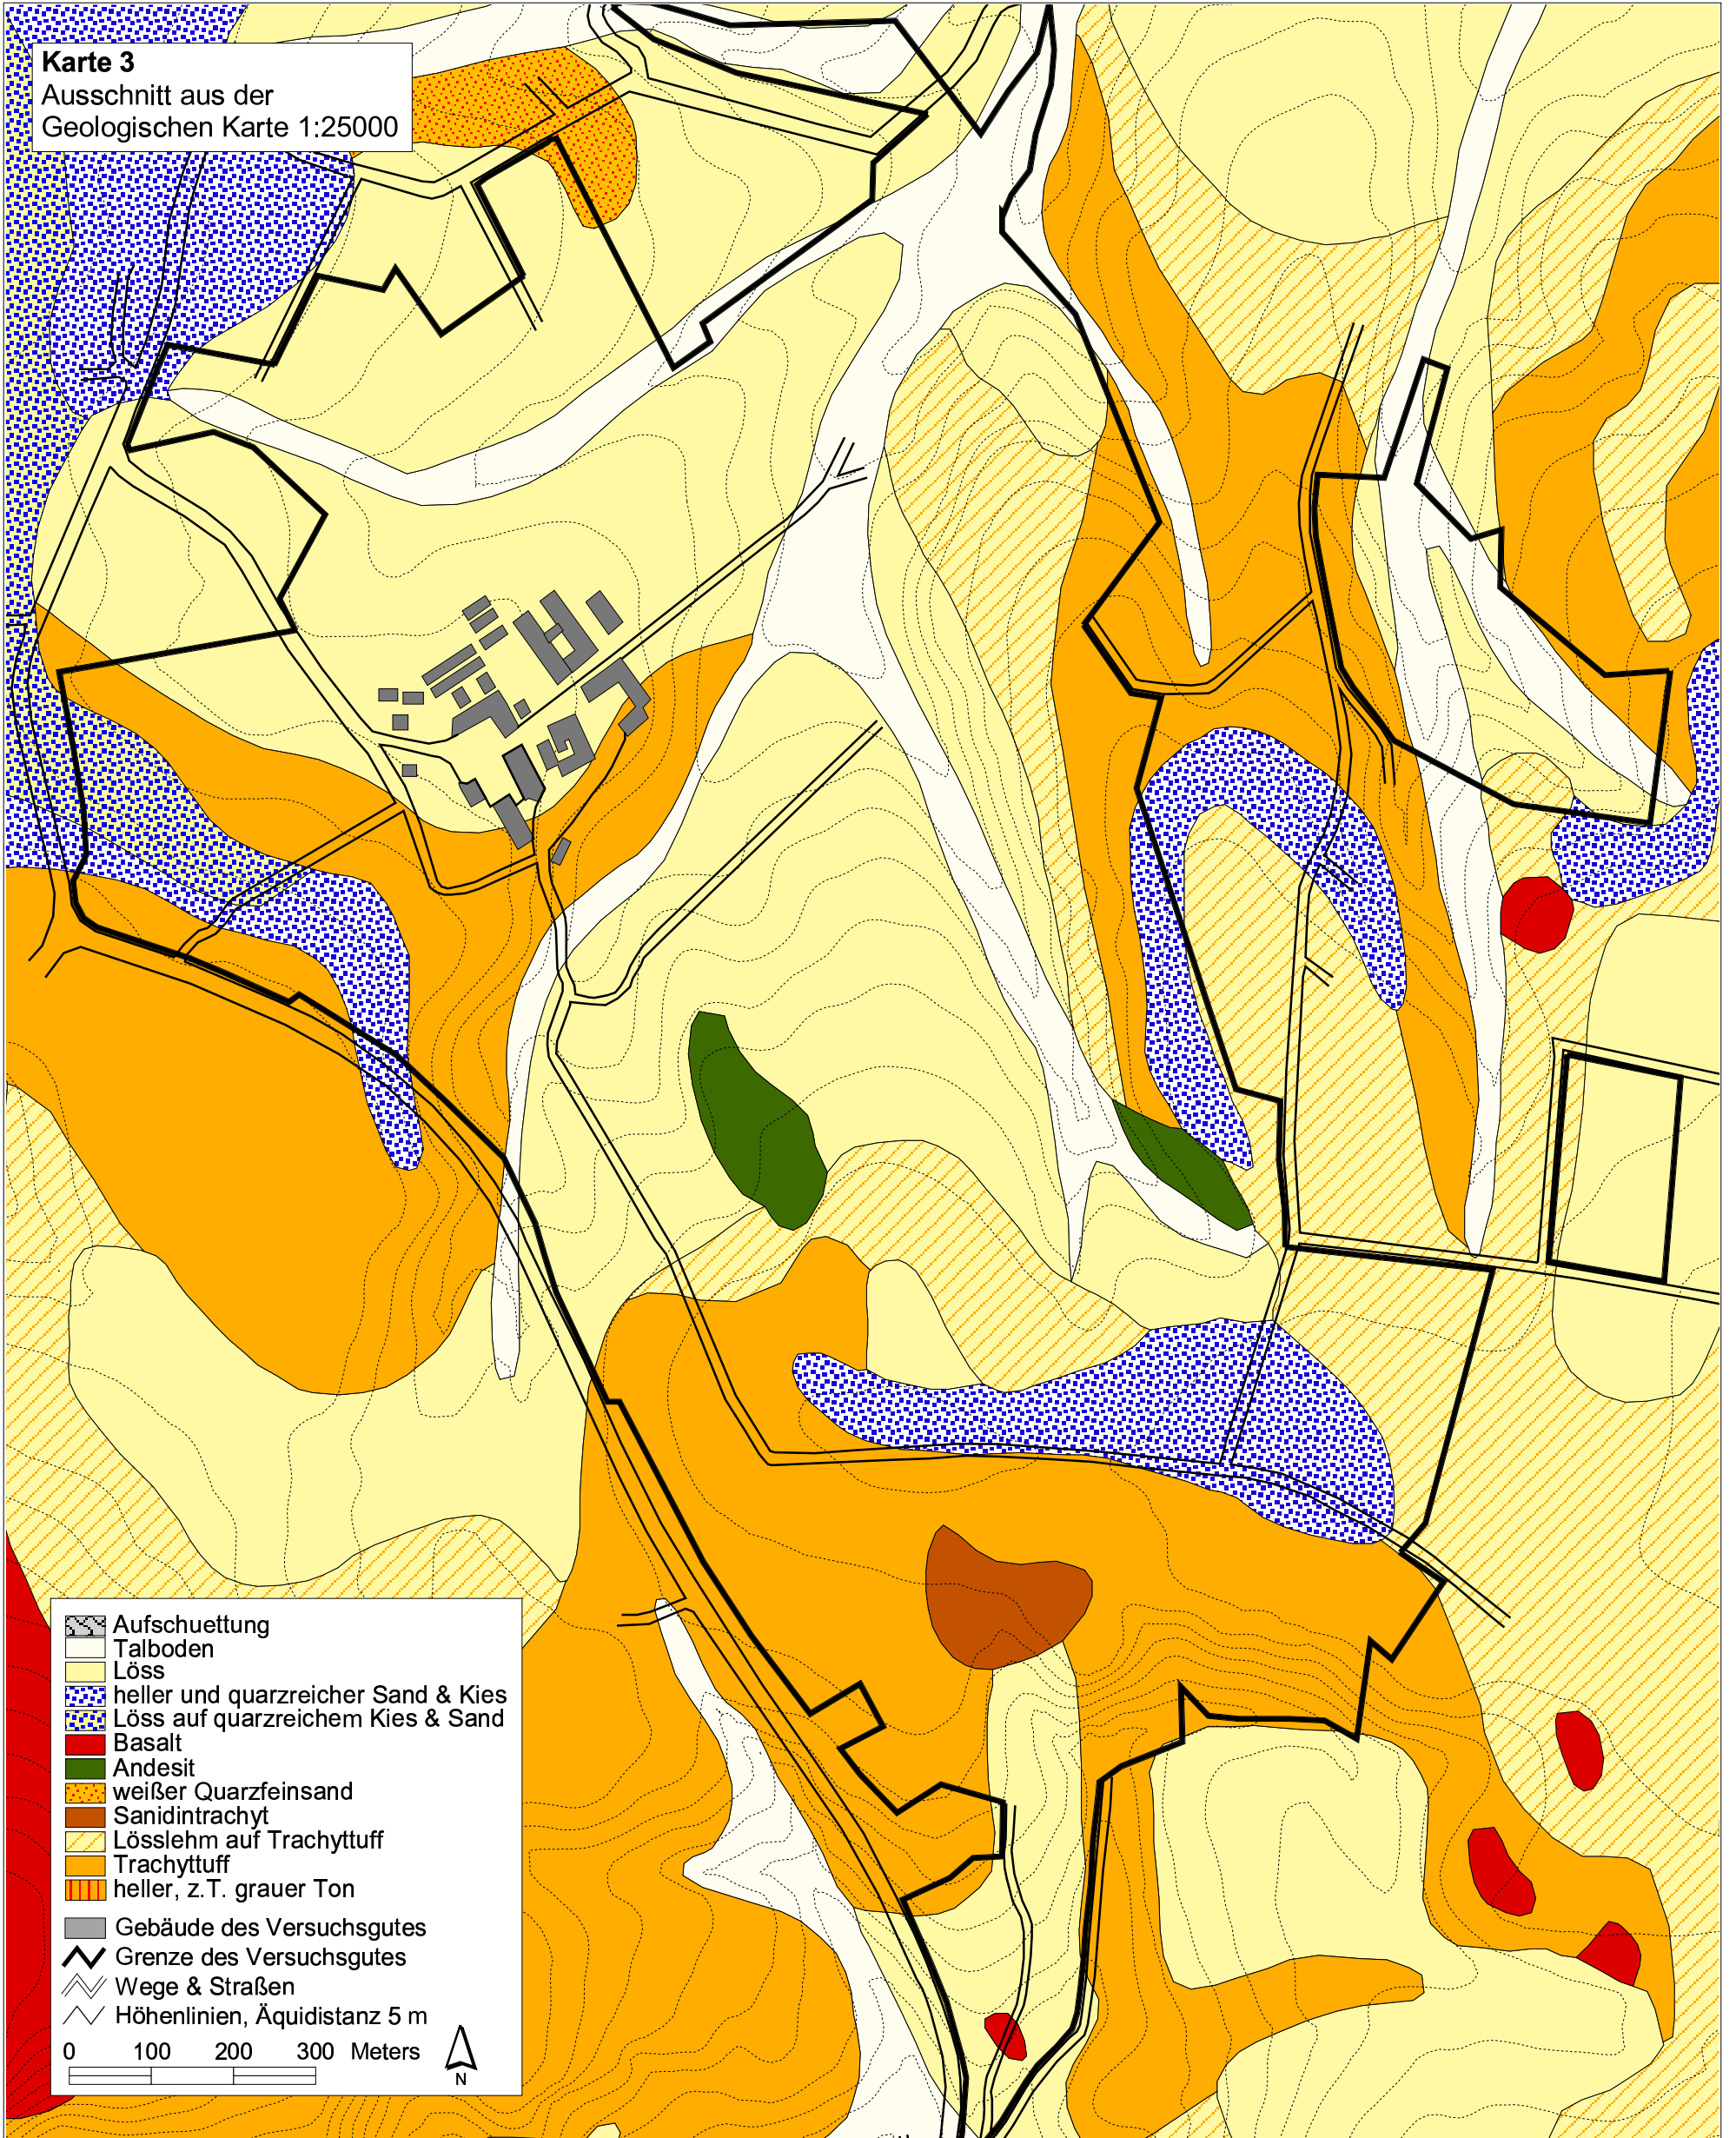 Karte 3
Ausschnitt aus der
Geologischen Karte 1:25000
Aufschuettung
Talboden
Löss
heller und quarzreicher Sand & Kies
Löss auf quarzreichem Kies & Sand
Basalt
Andesit
weißer Quarzfeinsand
Sanidintrachyt
Lösslehm auf Trachyttuff
Trachyttuff
heller, z.T. grauer Ton
Gebäude des Versuchsgutes
Grenze des Versuchsgutes
Wege & Straßen
Höhenlinien, Äquidistanz 5 m
0 100 200 300 Meters
N